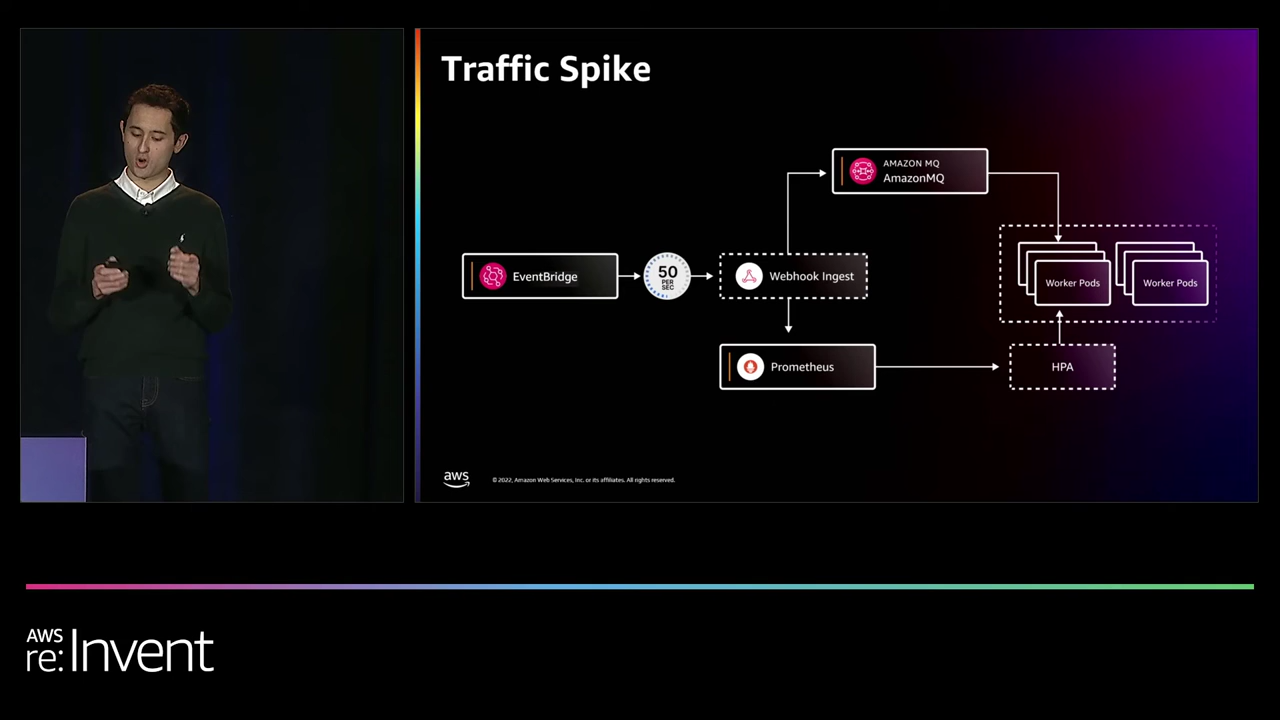 Traffic Spike
AMAZON MQ
AmazonMQ
EventBridge
50
PER
SEC
Webhook Ingest
Worker Pods
Worker Pods
Prometheus
HPA
aws
© 2022, Amazon Web Services, Inc. or its affiliates. All rights reserved.
AWS
re:Invent